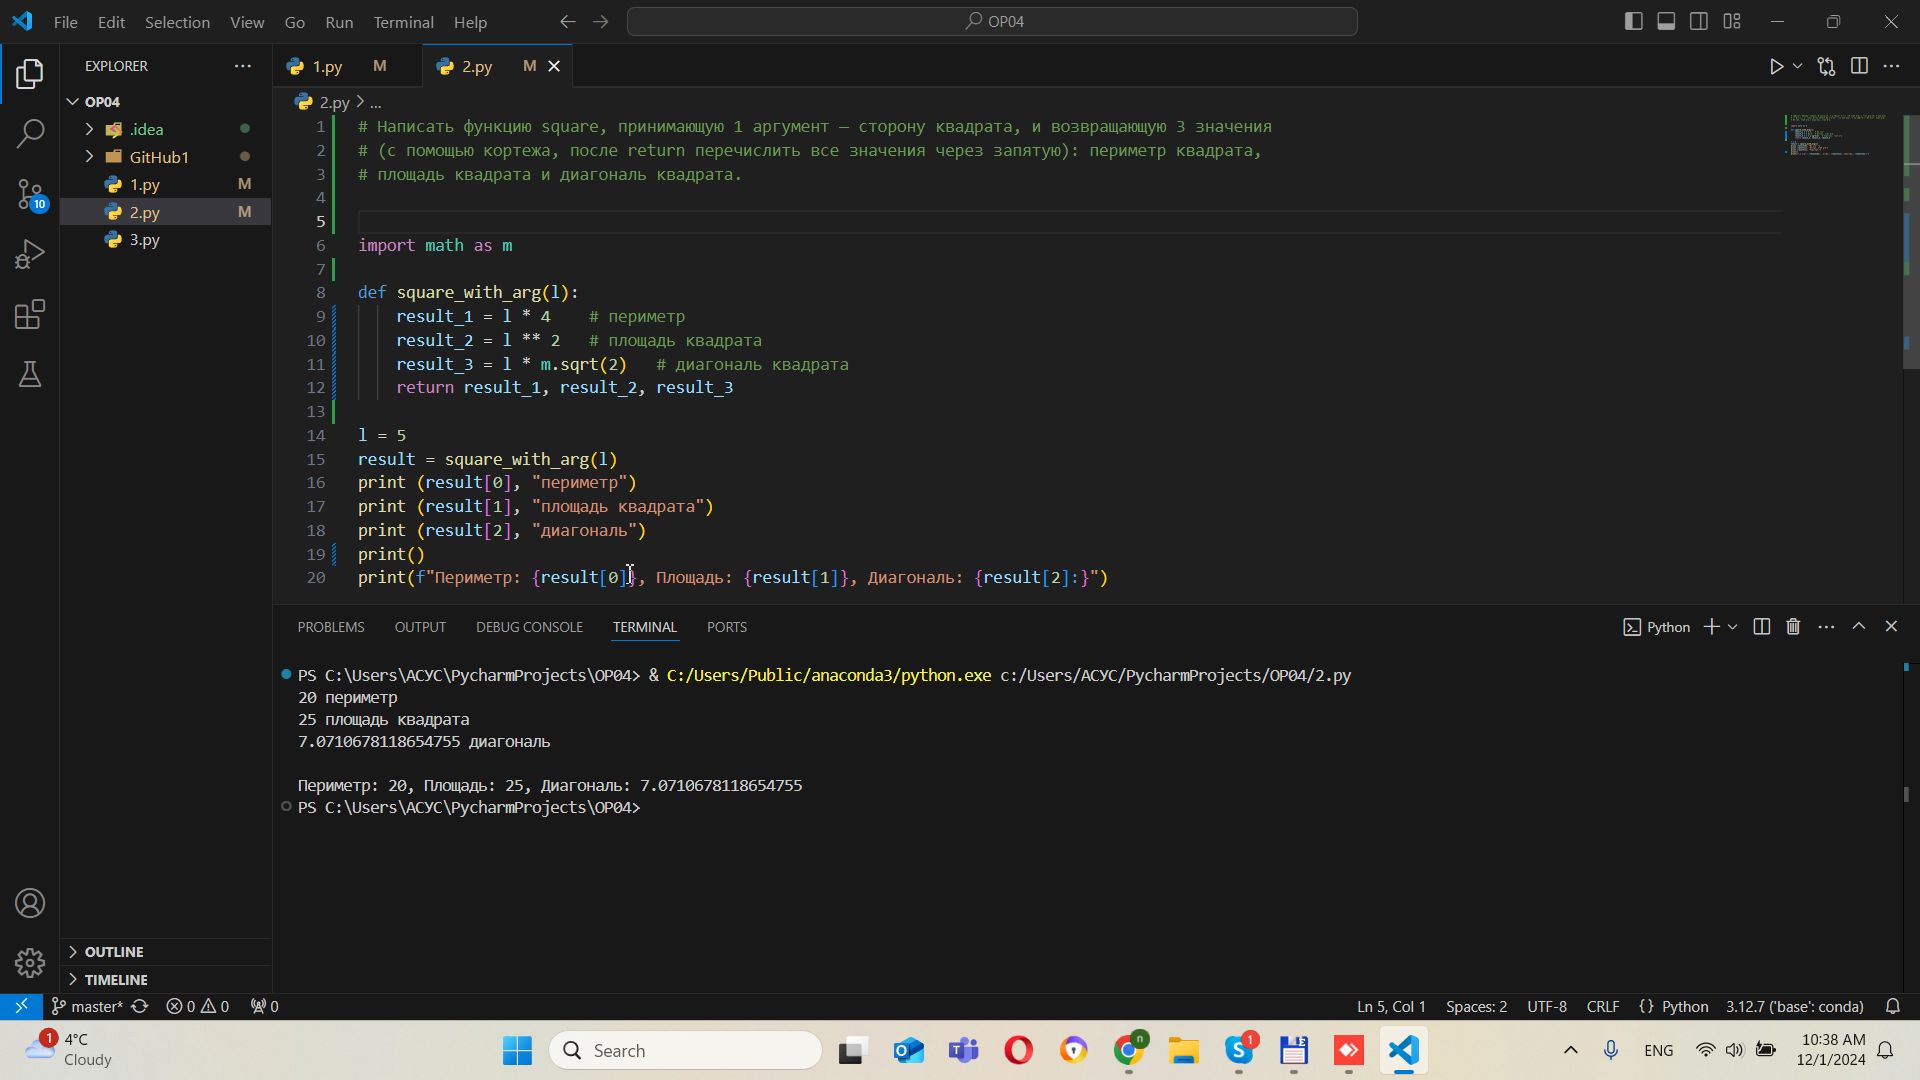 File Edit Selection View Go Run Terminal Help OP04
EXPLORER
1.py M 2.py M
OP04
2.py > ...
.idea
GitHub1
1.py M
2.py M
3.py
10
1 # Написать функцию square, принимающую 1 аргумент – сторону квадрата, и возвращающую 3 значения
2 # (с помощью кортежа, после return перечислить все значения через запятую): периметр квадрата,
3 # площадь квадрата и диагональ квадрата.
4
5
6 import math as m
7
8 def square_with_arg(l):
9 result_1 = l * 4 # периметр
10 result_2 = l ** 2 # площадь квадрата
11 result_3 = l * m.sqrt(2) # диагональ квадрата
12 return result_1, result_2, result_3
13
14 l = 5
15 result = square_with_arg(l)
16 print (result[0], "периметр")
17 print (result[1], "площадь квадрата")
18 print (result[2], "диагональ")
19 print()
20 print(f"Периметр: {result[0]}, Площадь: {result[1]}, Диагональ: {result[2]:}")
PROBLEMS OUTPUT DEBUG CONSOLE TERMINAL PORTS Python
PS C:\Users\АСУС\PycharmProjects\OP04> & C:/Users/Public/anaconda3/python.exe c:/Users/АСУС/PycharmProjects/OP04/2.py
20 периметр
25 площадь квадрата
7.0710678118654755 диагональ
Периметр: 20, Площадь: 25, Диагональ: 7.0710678118654755
PS C:\Users\АСУС\PycharmProjects\OP04>
OUTLINE
TIMELINE
master* 0 0 0 Ln 5, Col 1 Spaces: 2 UTF-8 CRLF {} Python 3.12.7 ('base': conda)
1 4°C
Cloudy
Search
n
1
ENG
10:38 AM
12/1/2024